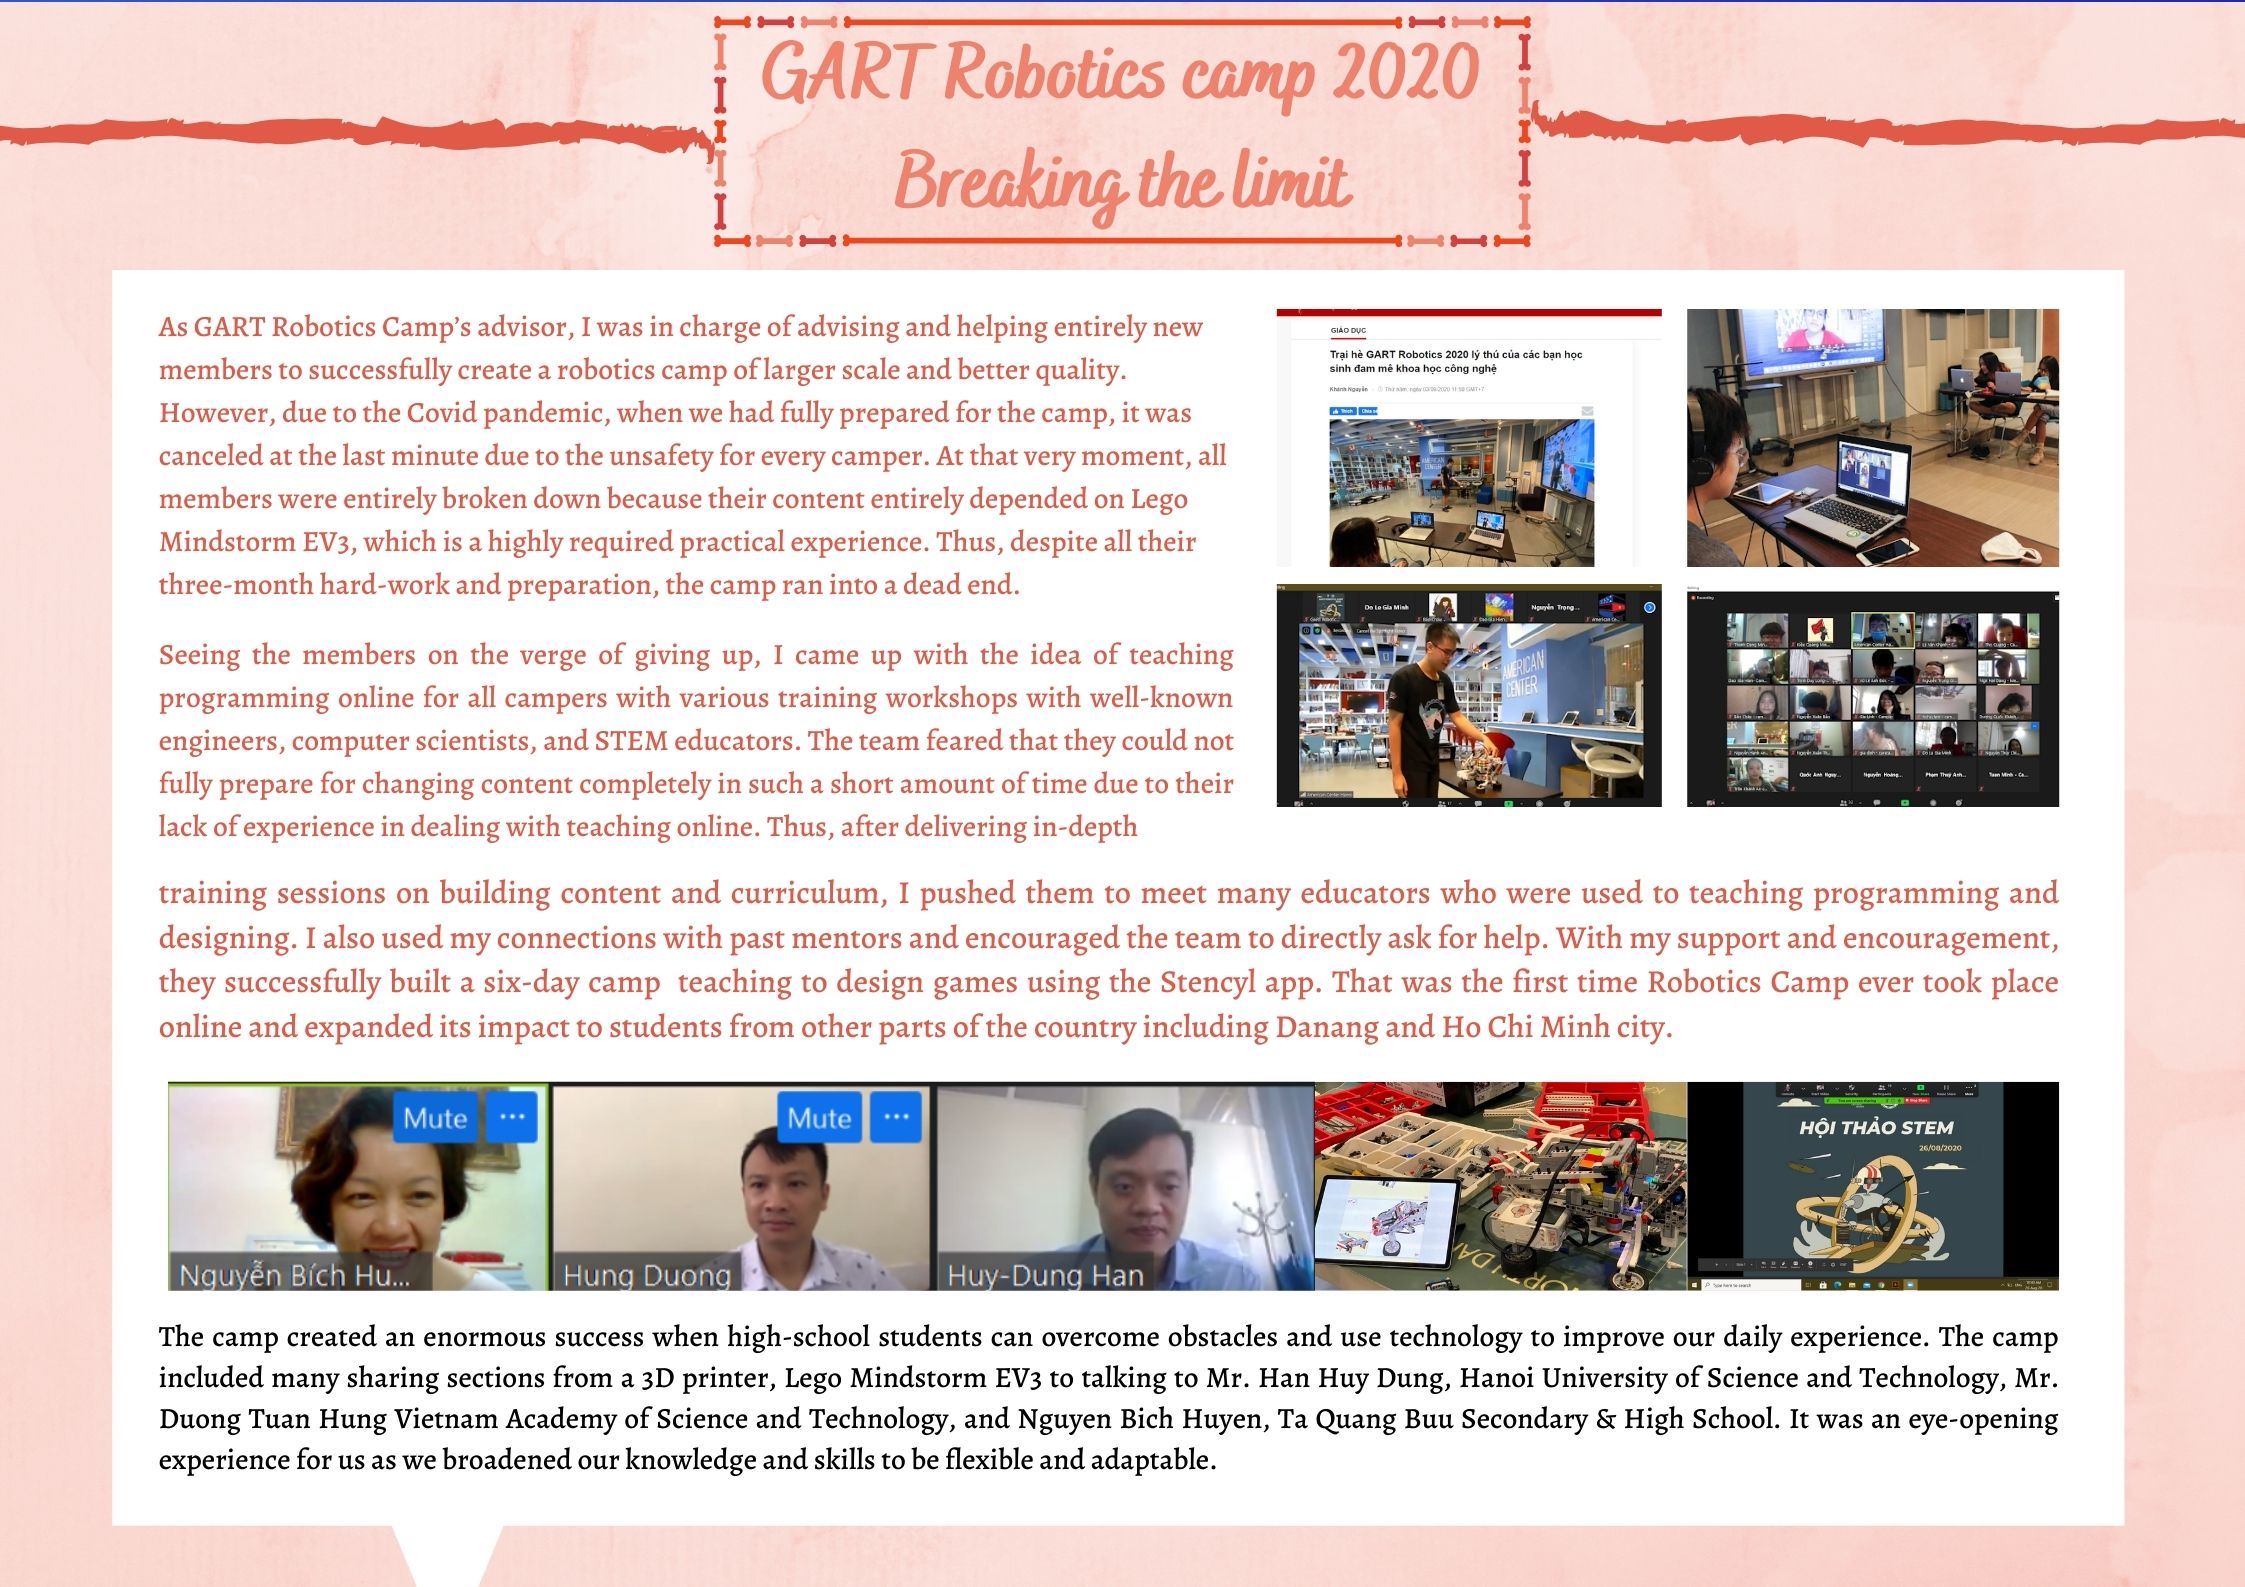 GART Robotics camp 2020
Breaking the limit
As GART Robotics Camp’s advisor, I was in charge of advising and helping entirely new
members to successfully create a robotics camp of larger scale and better quality.
However, due to the Covid pandemic, when we had fully prepared for the camp, it was
canceled at the last minute due to the unsafety for every camper. At that very moment, all
members were entirely broken down because their content entirely depended on Lego
Mindstorm EV3, which is a highly required practical experience. Thus, despite all their
three-month hard-work and preparation, the camp ran into a dead end.
Seeing the members on the verge of giving up, I came up with the idea of teaching
programming online for all campers with various training workshops with well-known
engineers, computer scientists, and STEM educators. The team feared that they could not
fully prepare for changing content completely in such a short amount of time due to their
lack of experience in dealing with teaching online. Thus, after delivering in-depth
GIÁO DỤC
Trại hè GART Robotics 2020 lý thú của các bạn học
sinh đam mê khoa học công nghệ
Khánh Nguyên
Thích
AMERICAN
CENTER
Do Le Gia Minh
Nguyễn Trọng...
AMERICAN
CENTER
Recording
Quốc Anh Nguy...
Nguyễn Hoàng...
Phạm Thuỳ Anh...
Tuan Minh - Ca...
training sessions on building content and curriculum, I pushed them to meet many educators who were used to teaching programming and
designing. I also used my connections with past mentors and encouraged the team to directly ask for help. With my support and encouragement,
they successfully built a six-day camp teaching to design games using the Stencyl app. That was the first time Robotics Camp ever took place
online and expanded its impact to students from other parts of the country including Danang and Ho Chi Minh city.
Mute
...
Nguyễn Bích Hu...
Mute
...
Hung Duong
Huy-Dung Han
HỘI THẢO STEM
26/08/2020
Type here to search
The camp created an enormous success when high-school students can overcome obstacles and use technology to improve our daily experience. The camp
included many sharing sections from a 3D printer, Lego Mindstorm EV3 to talking to Mr. Han Huy Dung, Hanoi University of Science and Technology, Mr.
Duong Tuan Hung Vietnam Academy of Science and Technology, and Nguyen Bich Huyen, Ta Quang Buu Secondary & High School. It was an eye-opening
experience for us as we broadened our knowledge and skills to be flexible and adaptable.